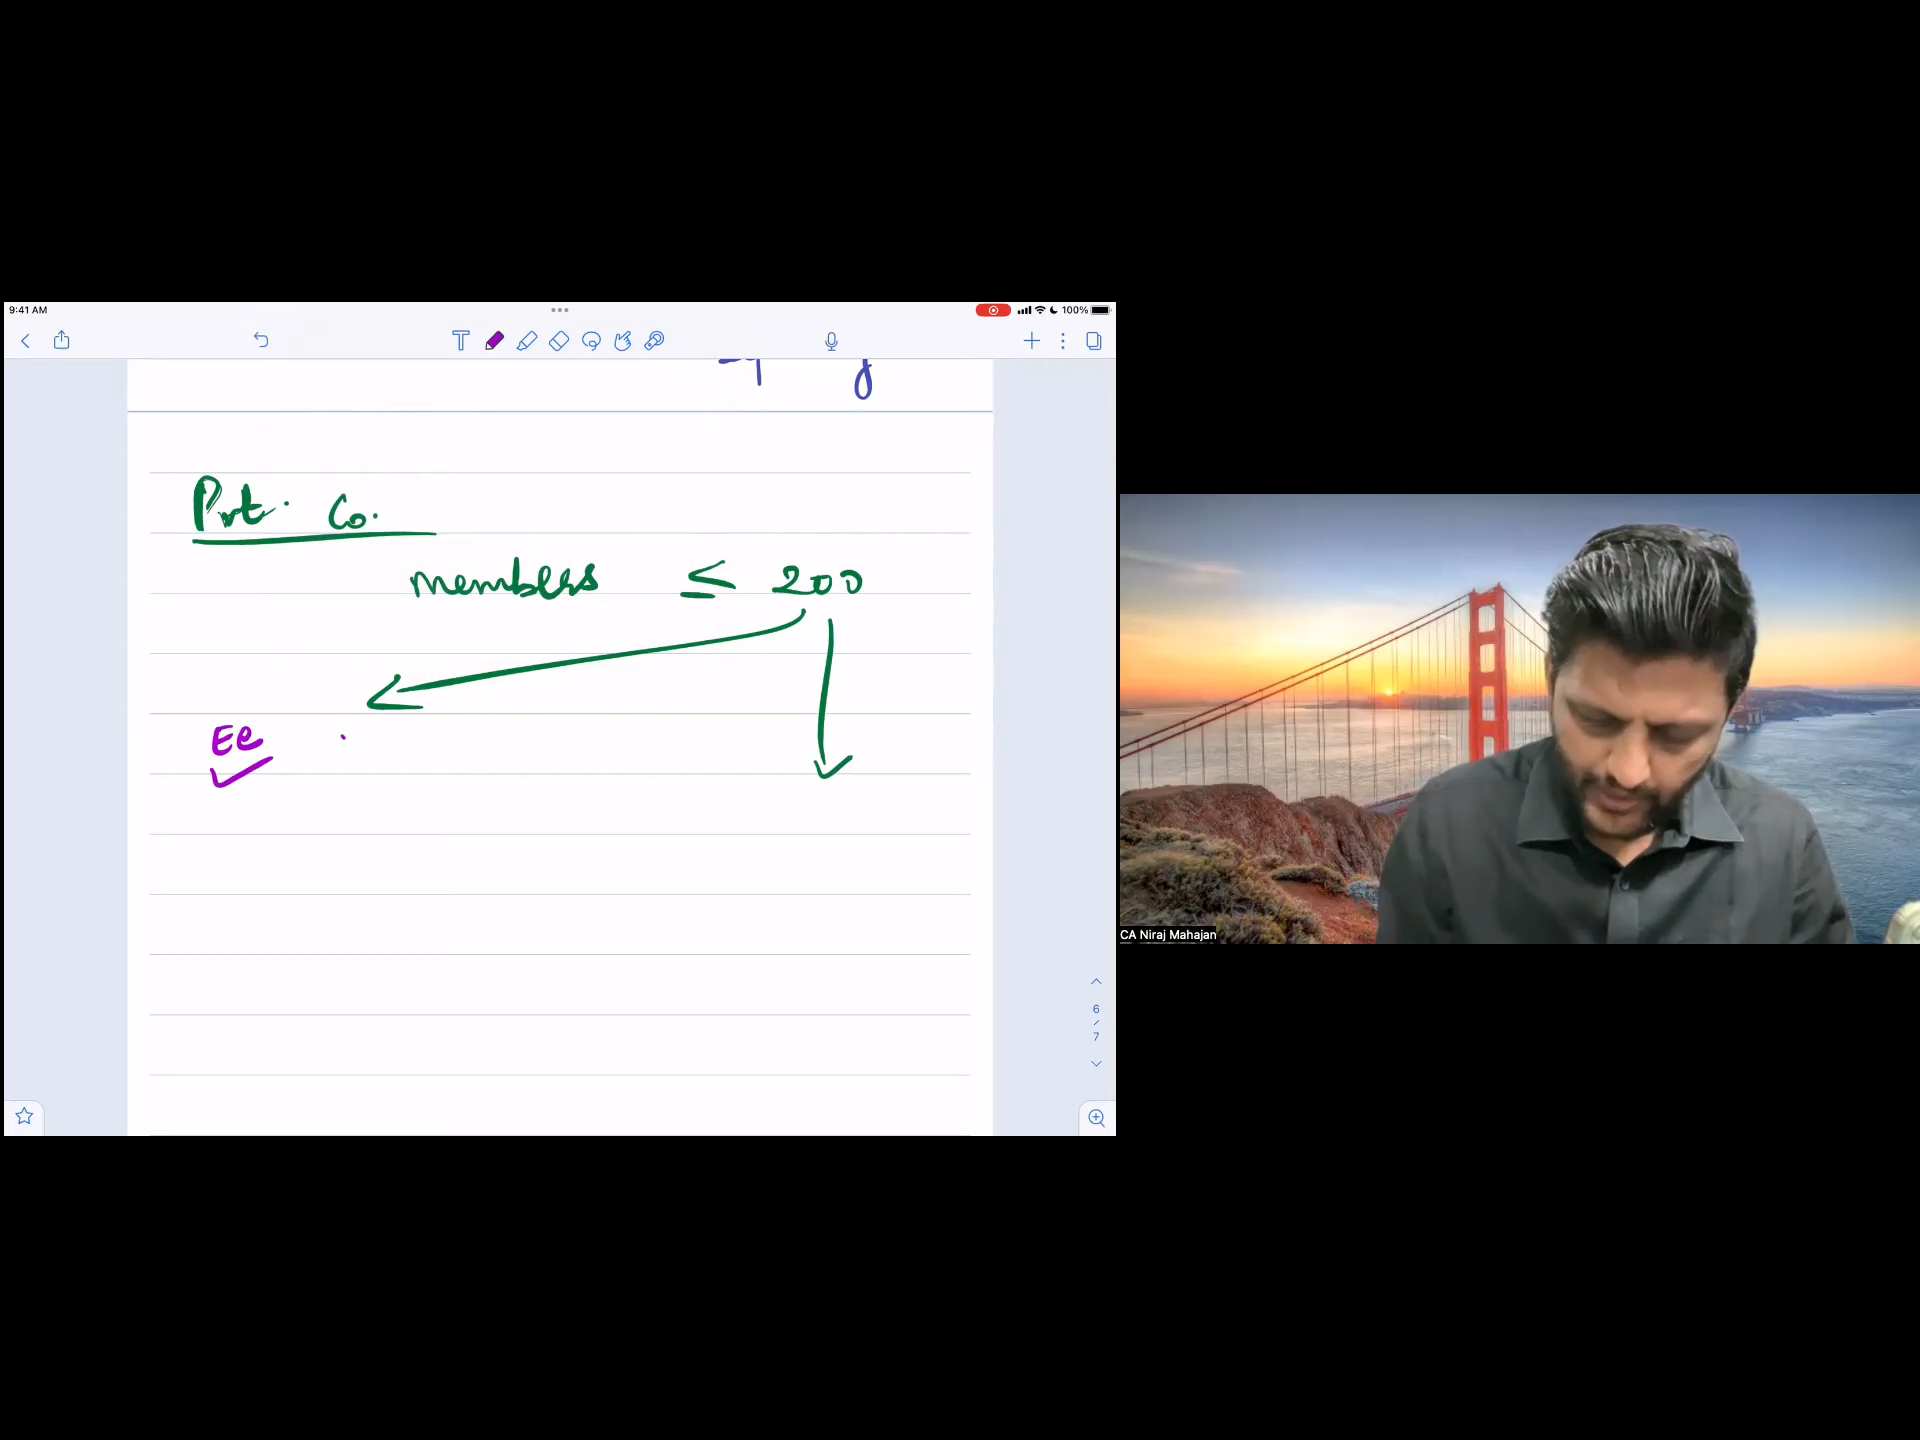 9:41 AM
100%
Pvt. Co.
members ≤ 200
Ee
6
/
7
CA Niraj Mahajan